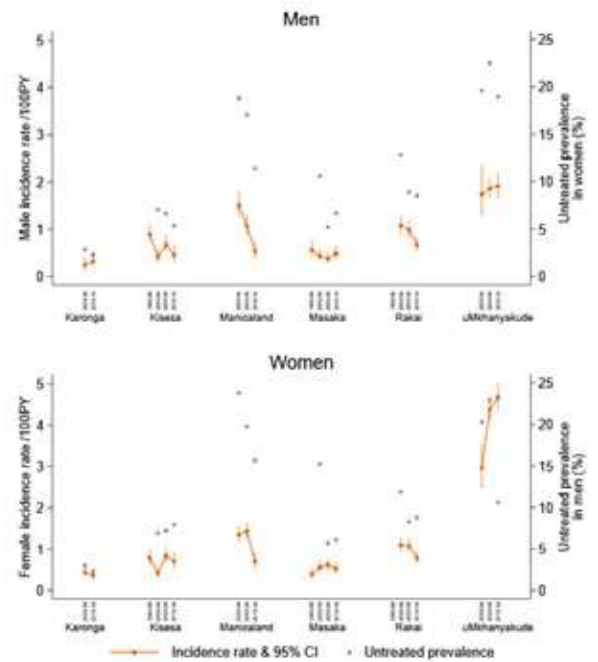 Men
Male incidence rate /100PY
5
4
3
2
1
0
25
20
15
10
5
0
Untreated prevalence
in women (%)
Karonga
Kisesa
Manicaland
Masaka
Rakai
uMkhanyakude
Women
Female incidence rate /100PY
5
4
3
2
1
0
25
20
15
10
5
0
Untreated prevalence
in men (%)
Karonga
Kisesa
Manicaland
Masaka
Rakai
uMkhanyakude
Incidence rate & 95% CI
Untreated prevalence